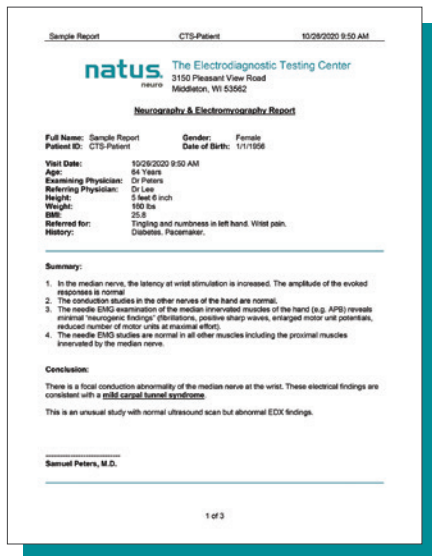 Sample Report CTS-Patient 10/26/2020 9:50 AM
natus
neuro
The Electrodiagnostic Testing Center
3150 Pleasant View Road
Middleton, WI 53562
Neurography & Electromyography Report
Full Name: Sample Report Gender: Female
Patient ID: CTS-Patient Date of Birth: 1/1/1956
Visit Date: 10/26/2020 9:50 AM
Age: 64 Years
Examining Physician: Dr Peters
Referring Physician: Dr Lee
Height: 5 feet 6 inch
Weight: 160 lbs
BMI: 25.8
Referred for: Tingling and numbness in left hand. Wrist pain.
History: Diabetes. Pacemaker.
Summary:
1. In the median nerve, the latency at wrist stimulation is increased. The amplitude of the evoked
responses is normal
2. The conduction studies in the other nerves of the hand are normal.
3. The needle EMG examination of the median innervated muscles of the hand (e.g. APB) reveals
minimal "neurogenic findings" (fibrillations, positive sharp waves, enlarged motor unit potentials,
reduced number of motor units at maximal effort).
4. The needle EMG studies are normal in all other muscles including the proximal muscles
innervated by the median nerve.
Conclusion:
There is a focal conduction abnormality of the median nerve at the wrist. These electrical findings are
consistent with a mild carpal tunnel syndrome.
This is an unusual study with normal ultrasound scan but abnormal EDX findings.
Samuel Peters, M.D.
1 of 3